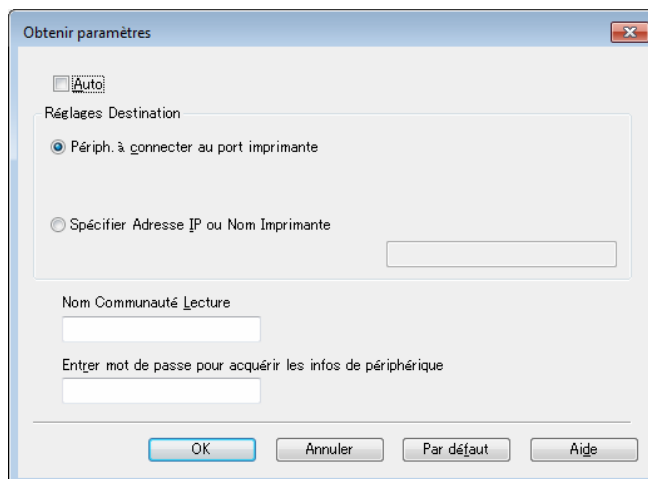 Obtenir paramètres
Auto
Réglages Destination
Périph. à connecter au port imprimante
Spécifier Adresse IP ou Nom Imprimante
Nom Communauté Lecture
Entrer mot de passe pour acquérir les infos de périphérique
OK Annuler Par défaut Aide